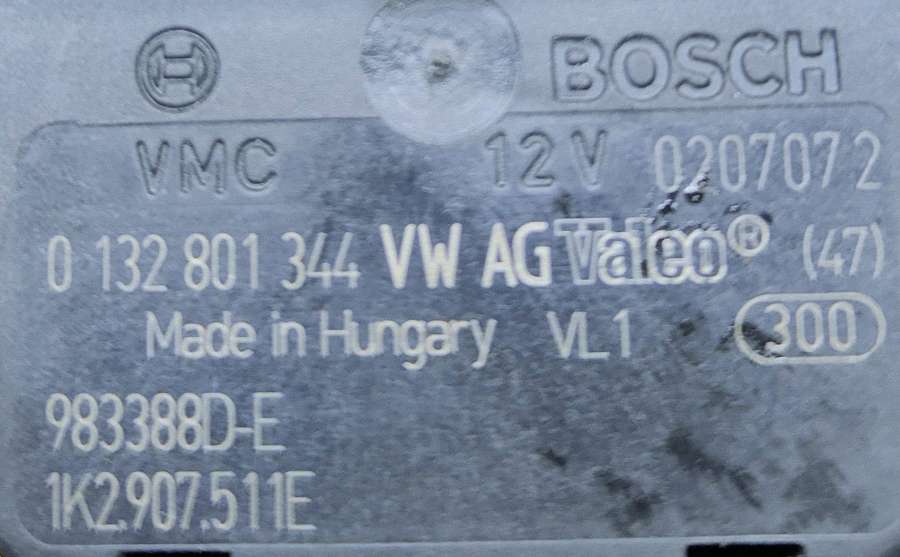 BOSCH
VMC 12V 0207072
0 132 801 344 VW AG Valeo® (47)
Made in Hungary VL1 300
983388D-E
1K2.907.511E